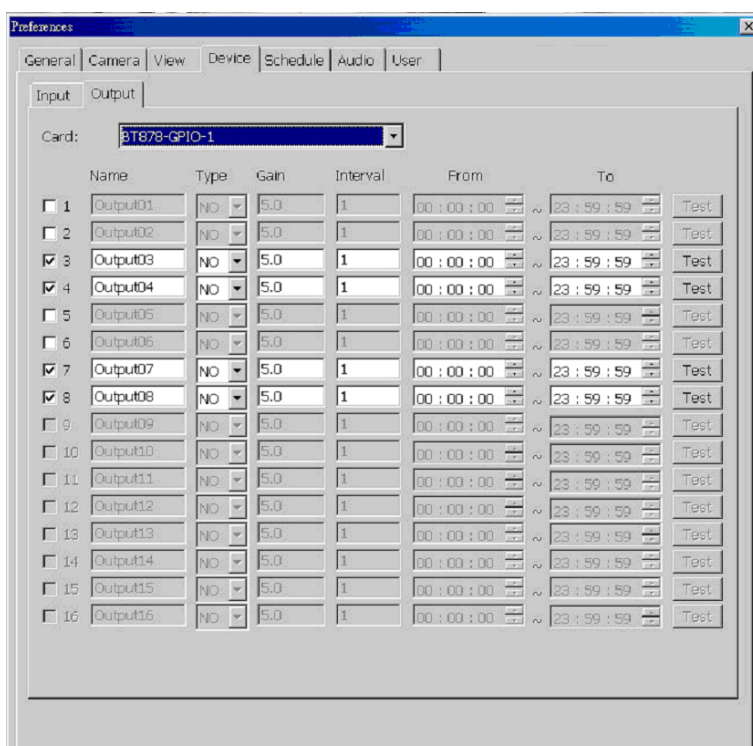 Preferences
General Camera View Device Schedule Audio User
Input Output
Card: BT878-GPIO-1
Name Type Gain Interval From To
1 Output01 NO 5.0 1 00 : 00 : 00 ~ 23 : 59 : 59 Test
2 Output02 NO 5.0 1 00 : 00 : 00 ~ 23 : 59 : 59 Test
3 Output03 NO 5.0 1 00 : 00 : 00 ~ 23 : 59 : 59 Test
4 Output04 NO 5.0 1 00 : 00 : 00 ~ 23 : 59 : 59 Test
5 Output05 NO 5.0 1 00 : 00 : 00 ~ 23 : 59 : 59 Test
6 Output06 NO 5.0 1 00 : 00 : 00 ~ 23 : 59 : 59 Test
7 Output07 NO 5.0 1 00 : 00 : 00 ~ 23 : 59 : 59 Test
8 Output08 NO 5.0 1 00 : 00 : 00 ~ 23 : 59 : 59 Test
9 Output09 NO 5.0 1 00 : 00 : 00 ~ 23 : 59 : 59 Test
10 Output10 NO 5.0 1 00 : 00 : 00 ~ 23 : 59 : 59 Test
11 Output11 NO 5.0 1 00 : 00 : 00 ~ 23 : 59 : 59 Test
12 Output12 NO 5.0 1 00 : 00 : 00 ~ 23 : 59 : 59 Test
13 Output13 NO 5.0 1 00 : 00 : 00 ~ 23 : 59 : 59 Test
14 Output14 NO 5.0 1 00 : 00 : 00 ~ 23 : 59 : 59 Test
15 Output15 NO 5.0 1 00 : 00 : 00 ~ 23 : 59 : 59 Test
16 Output16 NO 5.0 1 00 : 00 : 00 ~ 23 : 59 : 59 Test